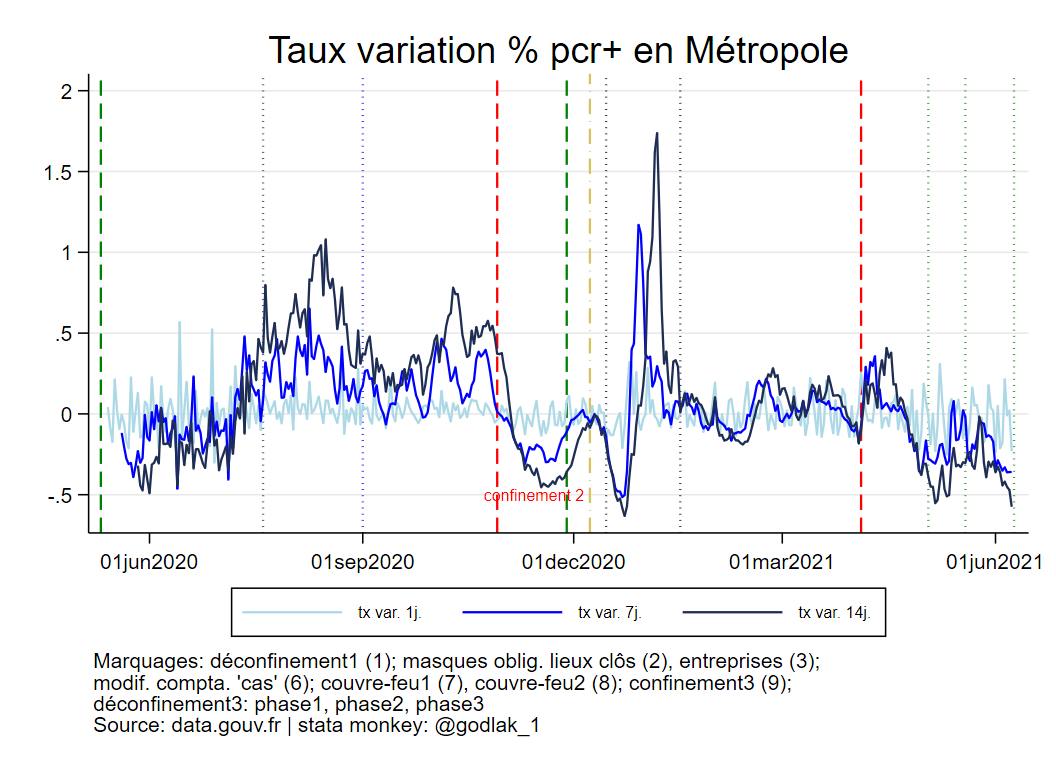 Taux variation % pcr+ en Métropole
2
1.5
1
.5
0
-.5
confinement 2
01jun2020 01sep2020 01dec2020 01mar2021 01jun2021
tx var. 1j. tx var. 7j. tx var. 14j.
Marquages: déconfinement1 (1); masques oblig. lieux clôs (2), entreprises (3);
modif. compta. 'cas' (6); couvre-feu1 (7), couvre-feu2 (8); confinement3 (9);
déconfinement3: phase1, phase2, phase3
Source: data.gouv.fr | stata monkey: @godlak_1